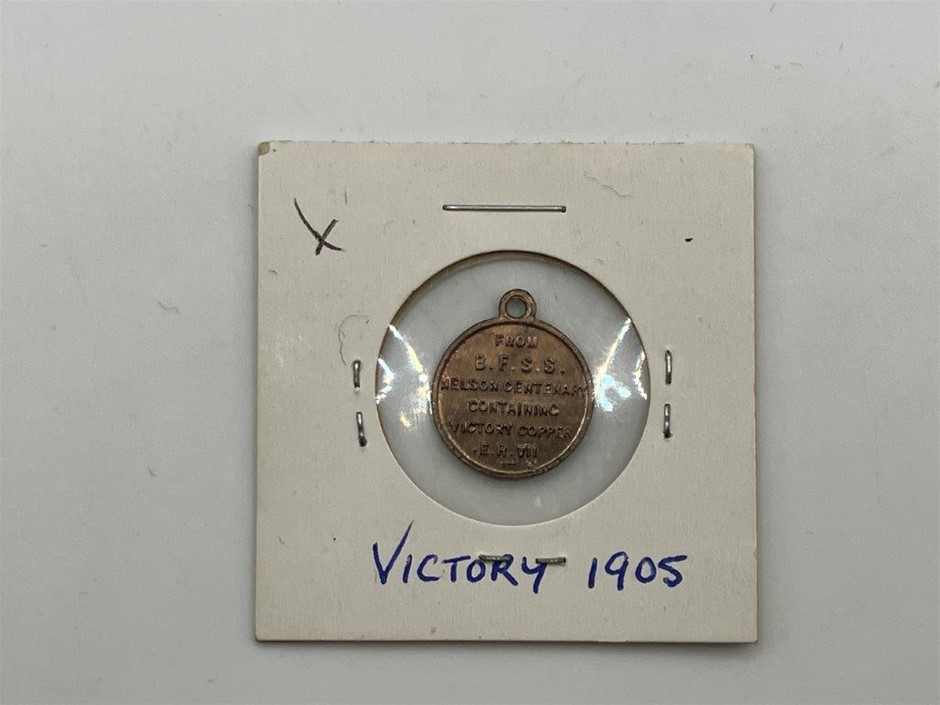 FROM
B.F.S.S.
NELSON CENTENARY
CONTAINING
VICTORY COPPER
E.R.VII
VICTORY 1905